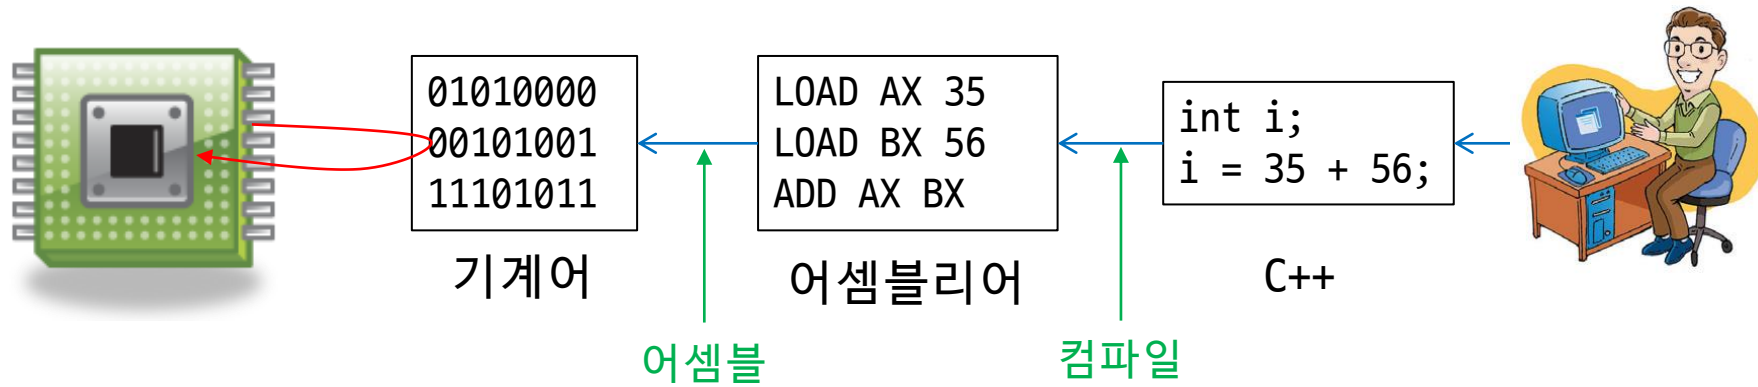 01010000
00101001
11101011
기계어
LOAD AX 35
LOAD BX 56
ADD AX BX
어셈블리어
int i;
i = 35 + 56;
C++
어셈블
컴파일